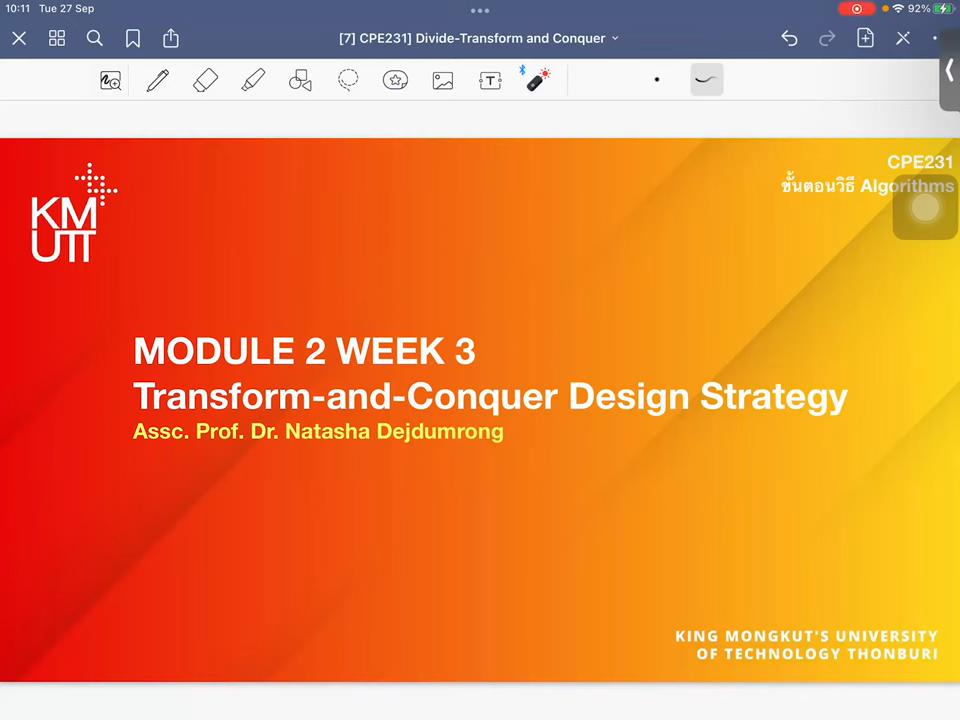 10:11 Tue 27 Sep
92%
[7] CPE231] Divide-Transform and Conquer
CPE231
ขั้นตอนวิธี Algorithms
KM
UTT
MODULE 2 WEEK 3
Transform-and-Conquer Design Strategy
Assc. Prof. Dr. Natasha Dejdumrong
KING MONGKUT'S UNIVERSITY
OF TECHNOLOGY THONBURI